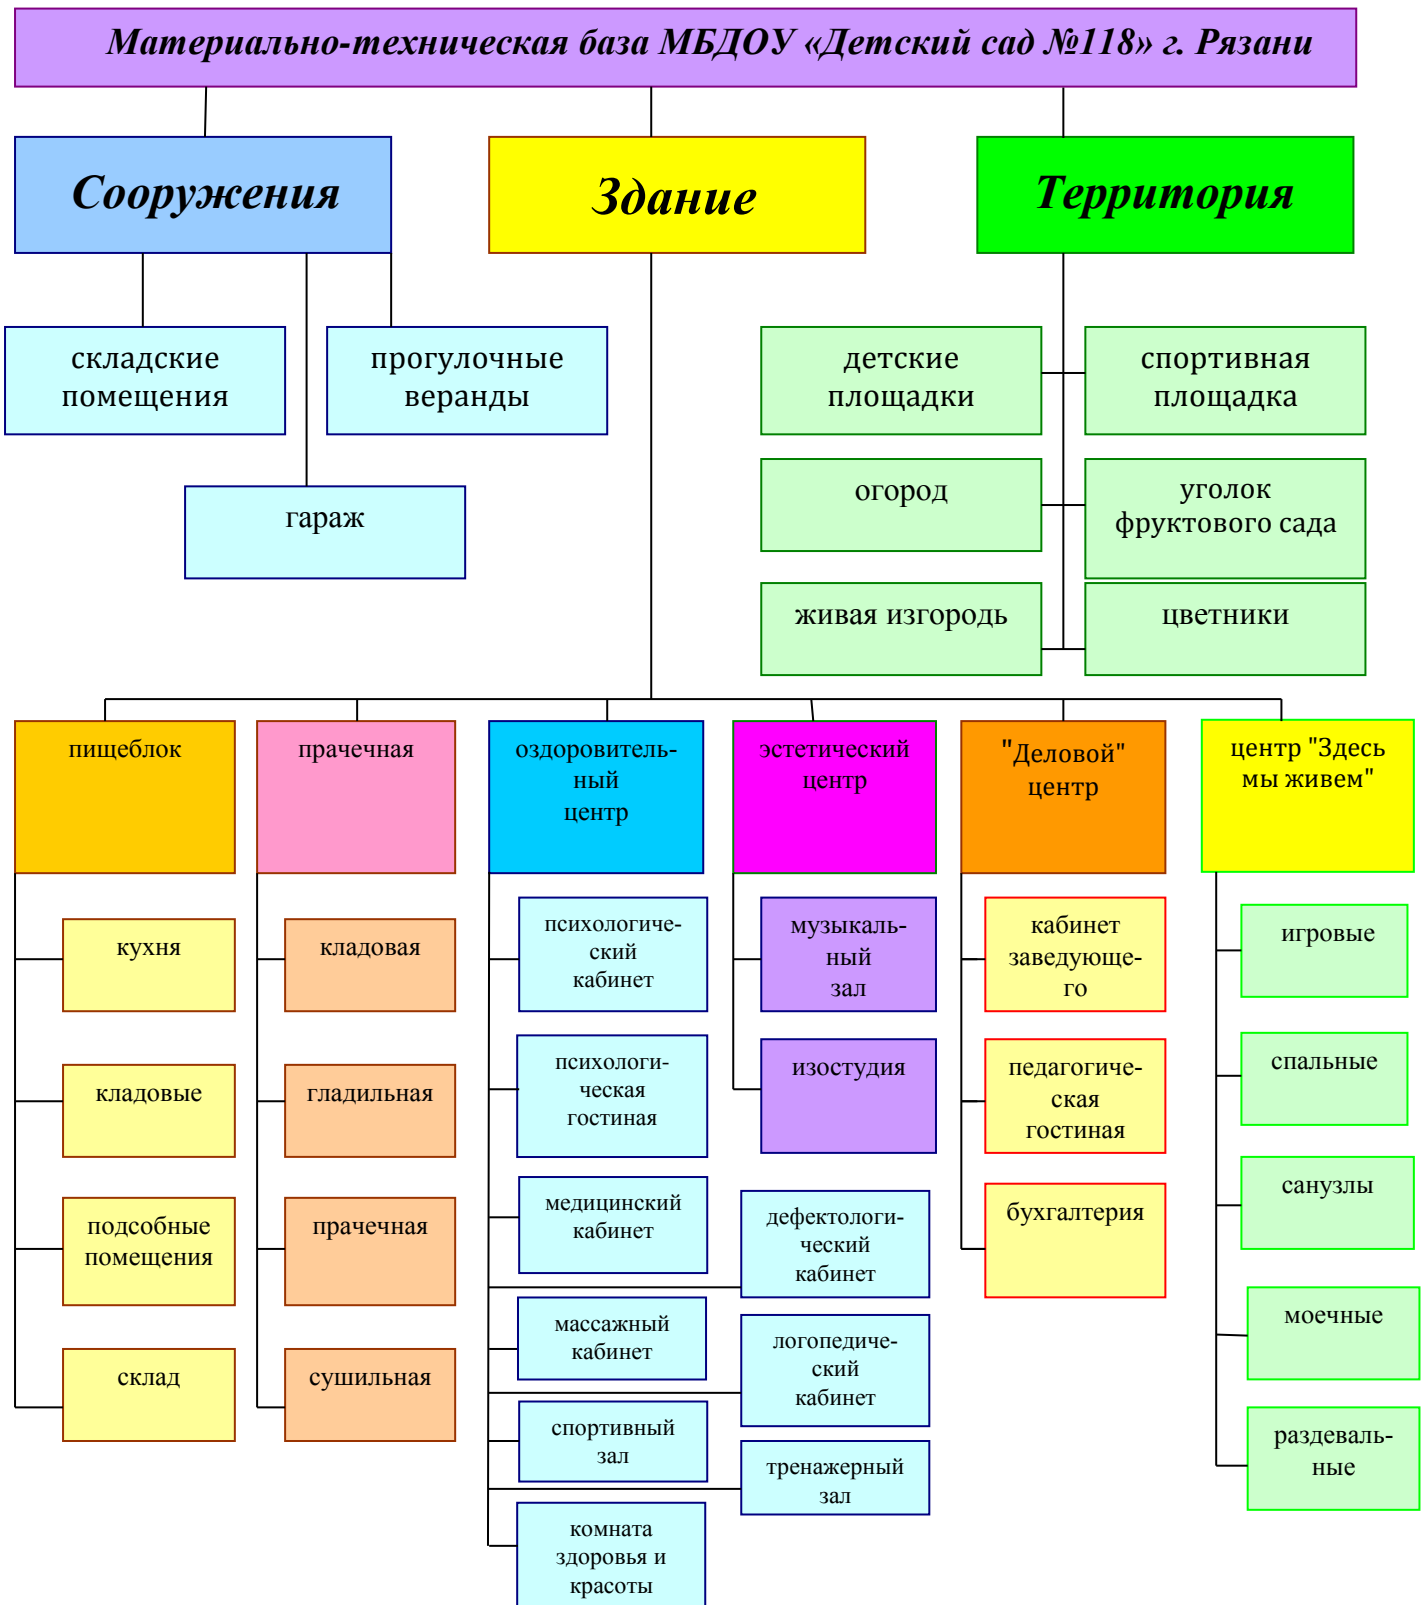 Материально-техническая база МБДОУ «Детский сад №118» г. Рязани
Сооружения
Здание
Территория
складские
помещения
прогулочные
веранды
гараж
детские
площадки
спортивная
площадка
огород
уголок
фруктового сада
живая изгородь
цветники
пищеблок
прачечная
оздоровитель-
ный
центр
эстетический
центр
"Деловой"
центр
центр "Здесь
мы живем"
кухня
кладовые
подсобные
помещения
склад
кладовая
гладильная
прачечная
сушильная
психологиче-
ский
кабинет
психологи-
ческая
гостиная
медицинский
кабинет
массажный
кабинет
спортивный
зал
комната
здоровья и
красоты
дефектологи-
ческий
кабинет
логопедиче-
ский
кабинет
тренажерный
зал
музыкаль-
ный
зал
изостудия
кабинет
заведующе-
го
педагогиче-
ская
гостиная
бухгалтерия
игровые
спальные
санузлы
моечные
раздеваль-
ные